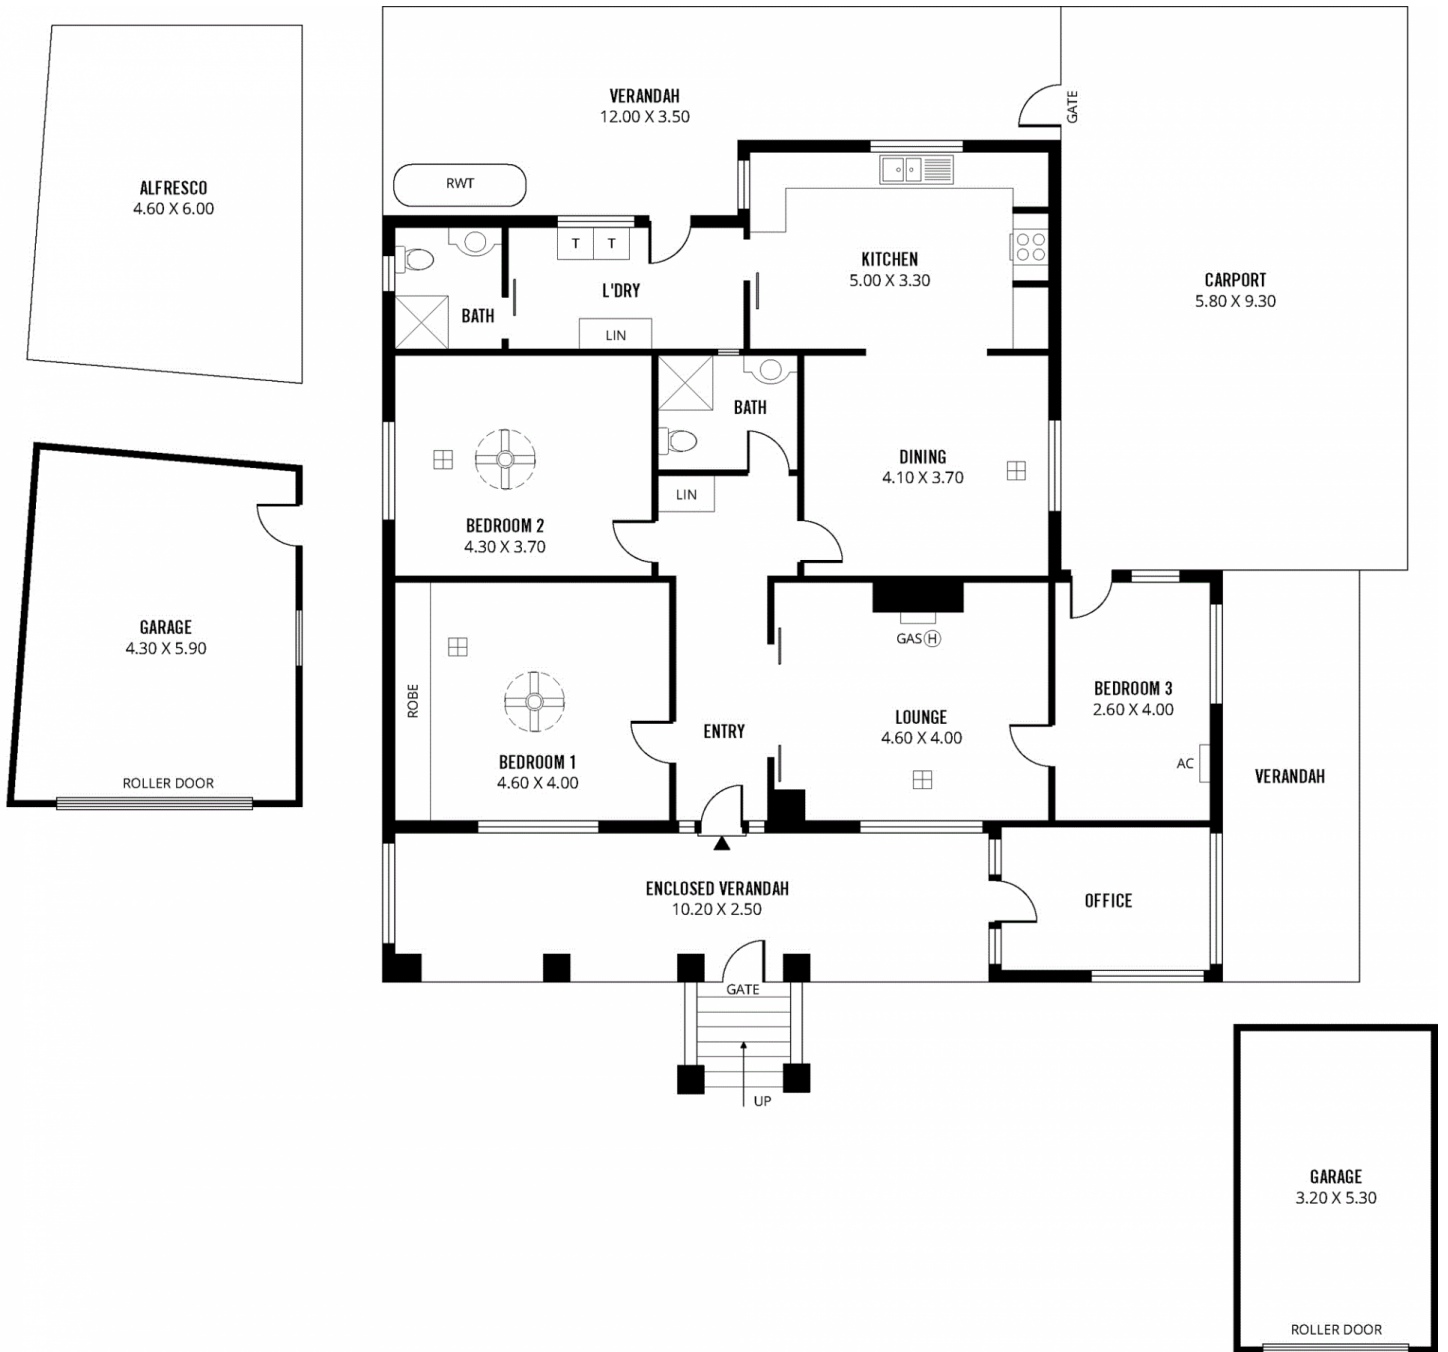 VERANDAH
12.00 X 3.50
GATE
ALFRESCO
4.60 X 6.00
RWT
T T
L'DRY
BATH
LIN
KITCHEN
5.00 X 3.30
CARPORT
5.80 X 9.30
BATH
LIN
DINING
4.10 X 3.70
BEDROOM 2
4.30 X 3.70
GARAGE
4.30 X 5.90
ROLLER DOOR
ROBE
BEDROOM 1
4.60 X 4.00
ENTRY
GAS H
LOUNGE
4.60 X 4.00
BEDROOM 3
2.60 X 4.00
AC
VERANDAH
ENCLOSED VERANDAH
10.20 X 2.50
OFFICE
GATE
UP
GARAGE
3.20 X 5.30
ROLLER DOOR